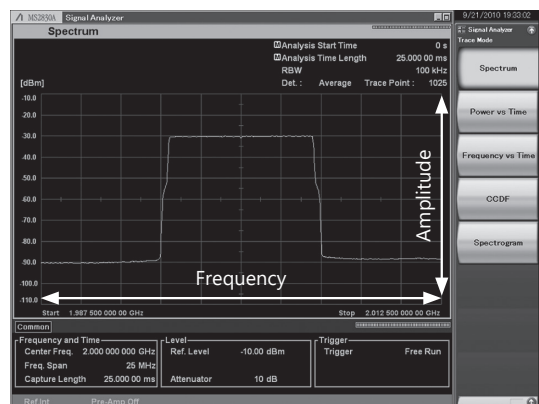 MS2830A Signal Analyzer
9/21/2010 19:33:02
Spectrum
Signal Analyzer
Trace Mode
Analysis Start Time 0 s
Analysis Time Length 25.000 00 ms
RBW 100 kHz
Det. : Average Trace Point : 1025
[dBm]
-10.0
-20.0
-30.0
-40.0
-50.0
-60.0
-70.0
-80.0
-90.0
-100.0
-110.0
Amplitude
Frequency
Start 1.987 500 000 00 GHz
Stop 2.012 500 000 00 GHz
Spectrum
Power vs Time
Frequency vs Time
CCDF
Spectrogram
Common
Frequency and Time
Center Freq. 2.000 000 000 GHz
Freq. Span 25 MHz
Capture Length 25.000 00 ms
Level
Ref. Level -10.00 dBm
Attenuator 10 dB
Trigger
Trigger Free Run
Ref.Int Pre-Amp Off